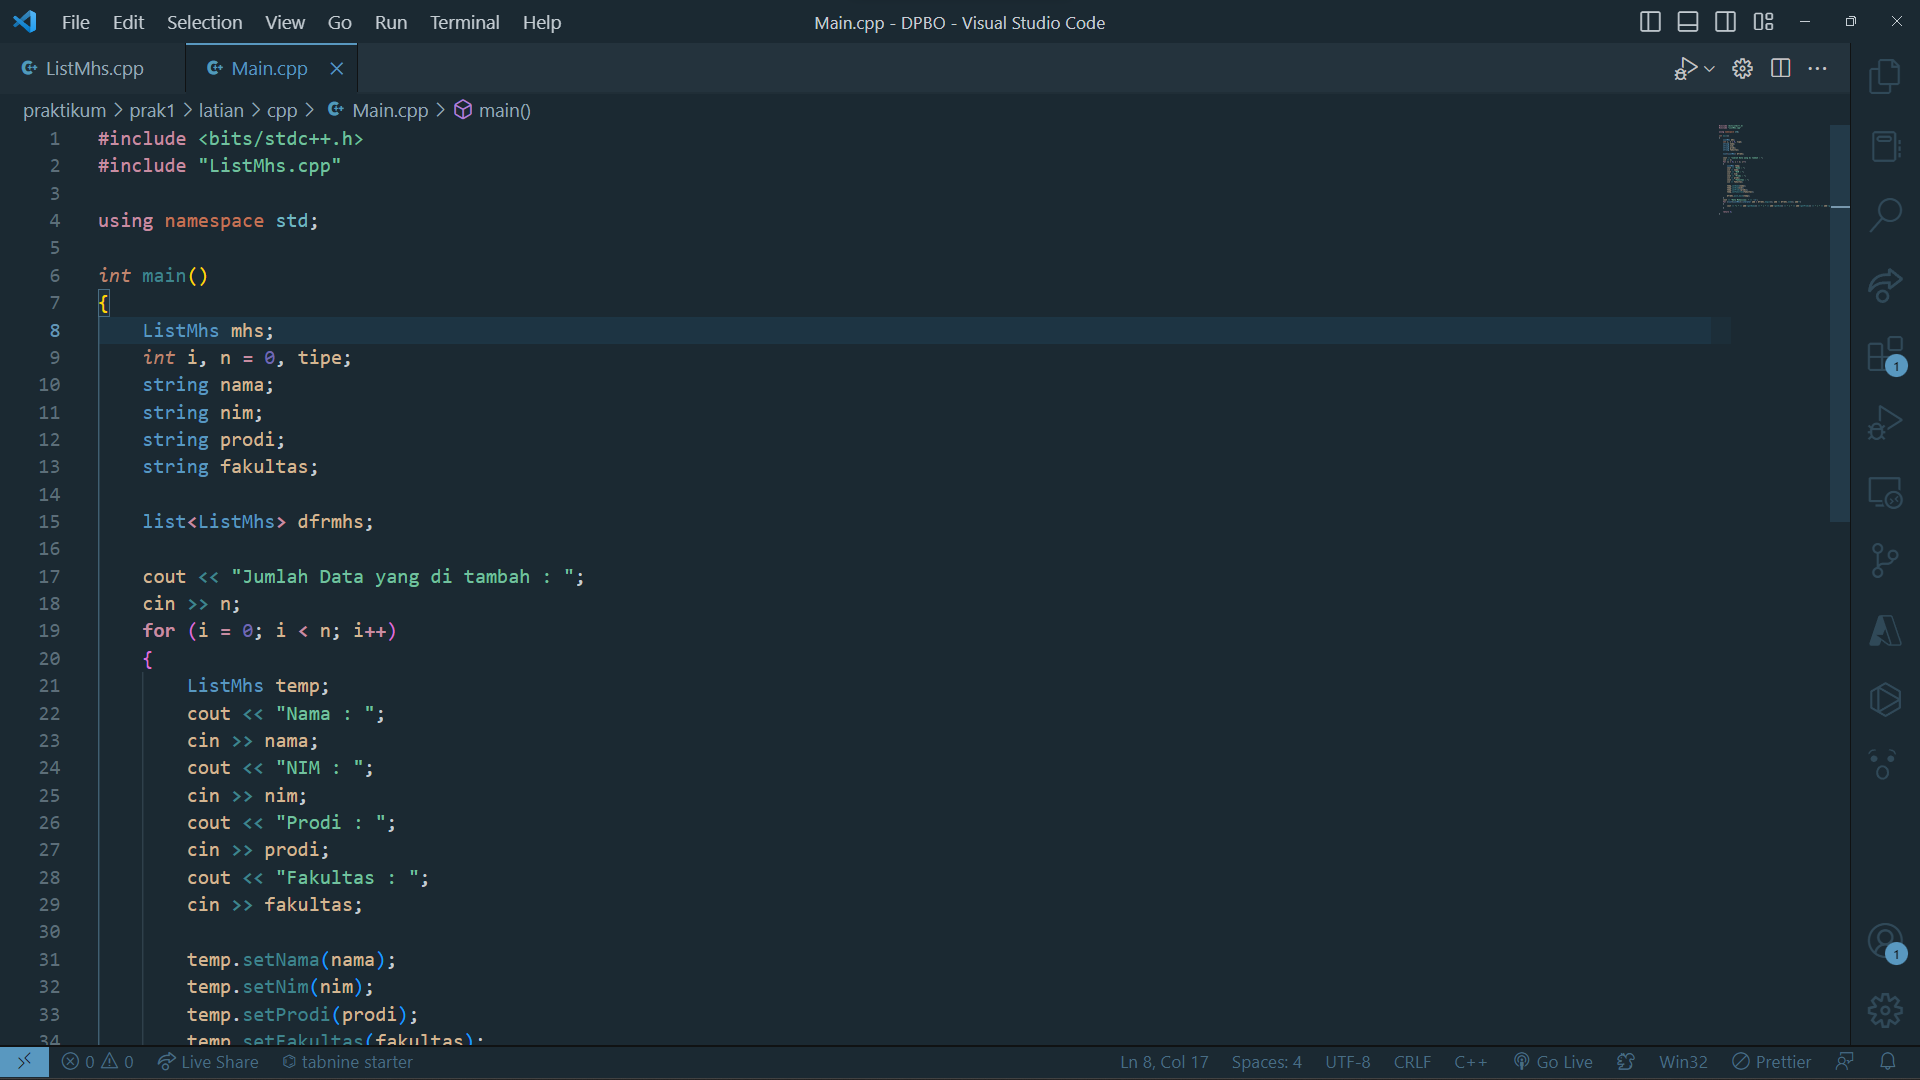 File Edit Selection View Go Run Terminal Help
Main.cpp - DPBO - Visual Studio Code
ListMhs.cpp
Main.cpp
praktikum > prak1 > latian > cpp > Main.cpp > main()
1 #include <bits/stdc++.h>
2 #include "ListMhs.cpp"
3
4 using namespace std;
5
6 int main()
7 {
8 ListMhs mhs;
9 int i, n = 0, tipe;
10 string nama;
11 string nim;
12 string prodi;
13 string fakultas;
14
15 list<ListMhs> dfrmhs;
16
17 cout << "Jumlah Data yang di tambah : ";
18 cin >> n;
19 for (i = 0; i < n; i++)
20 {
21 ListMhs temp;
22 cout << "Nama : ";
23 cin >> nama;
24 cout << "NIM : ";
25 cin >> nim;
26 cout << "Prodi : ";
27 cin >> prodi;
28 cout << "Fakultas : ";
29 cin >> fakultas;
30
31 temp.setNama(nama);
32 temp.setNim(nim);
33 temp.setProdi(prodi);
34 temp.setFakultas(fakultas);
1
1
0 0 Live Share tabnine starter
Ln 8, Col 17 Spaces: 4 UTF-8 CRLF C++ Go Live Win32 Prettier